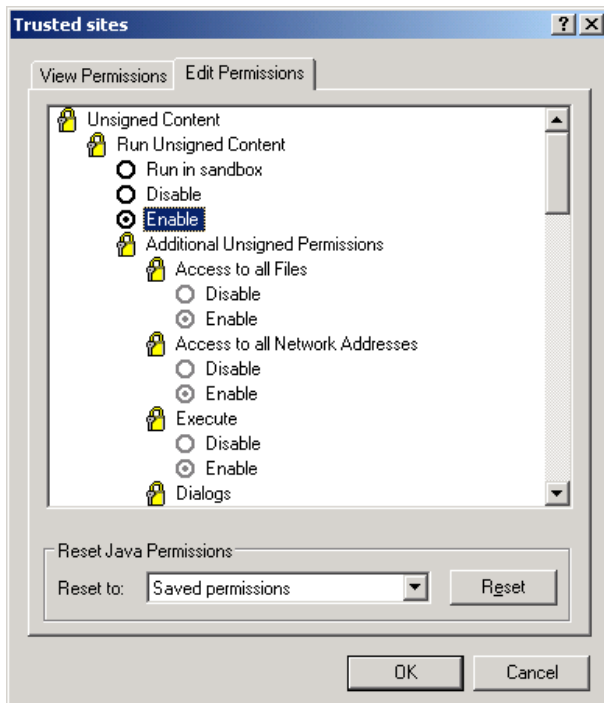 Trusted sites
View Permissions Edit Permissions
Unsigned Content
Run Unsigned Content
Run in sandbox
Disable
Enable
Additional Unsigned Permissions
Access to all Files
Disable
Enable
Access to all Network Addresses
Disable
Enable
Execute
Disable
Enable
Dialogs
Reset Java Permissions
Reset to: Saved permissions Reset
OK Cancel